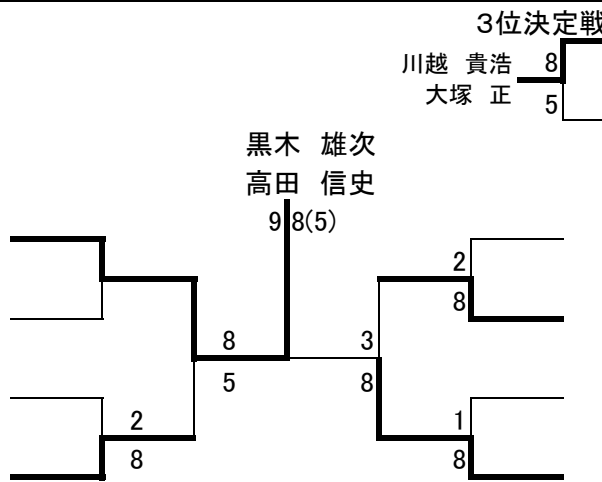 3位決定戦
川越 貴浩 8
大塚 正 5
黒木 雄次
高田 信史
9 8(5)
2
8
8 3
5 8
2 1
8 8